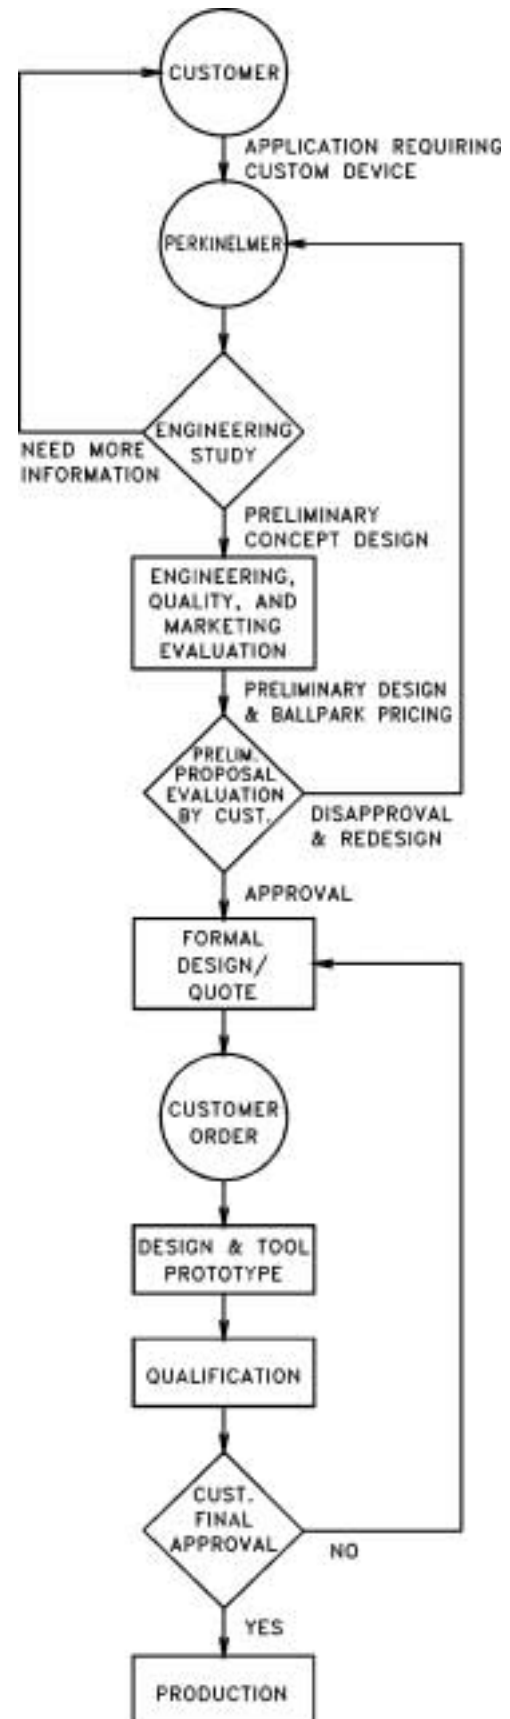 CUSTOMER
APPLICATION REQUIRING
CUSTOM DEVICE
PERKINELMER
ENGINEERING
STUDY
NEED MORE
INFORMATION
PRELIMINARY
CONCEPT DESIGN
ENGINEERING,
QUALITY, AND
MARKETING
EVALUATION
PRELIMINARY DESIGN
& BALLPARK PRICING
PRELIM.
PROPOSAL
EVALUATION
BY CUST.
DISAPPROVAL
& REDESIGN
APPROVAL
FORMAL
DESIGN/
QUOTE
CUSTOMER
ORDER
DESIGN & TOOL
PROTOTYPE
QUALIFICATION
CUST.
FINAL
APPROVAL
NO
YES
PRODUCTION